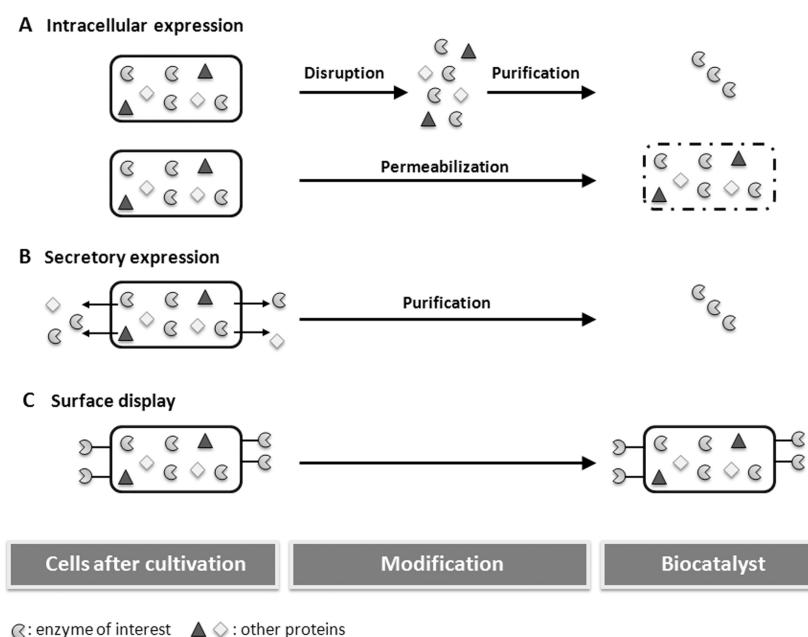 A Intracellular expression
Disruption
Purification
Permeabilization
B Secretory expression
Purification
C Surface display
Cells after cultivation
Modification
Biocatalyst
: enzyme of interest : other proteins